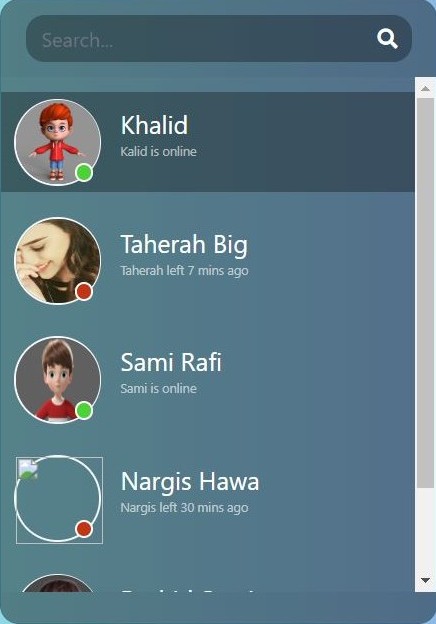 Search...
Khalid
Kalid is online
Taherah Big
Taherah left 7 mins ago
Sami Rafi
Sami is online
Nargis Hawa
Nargis left 30 mins ago